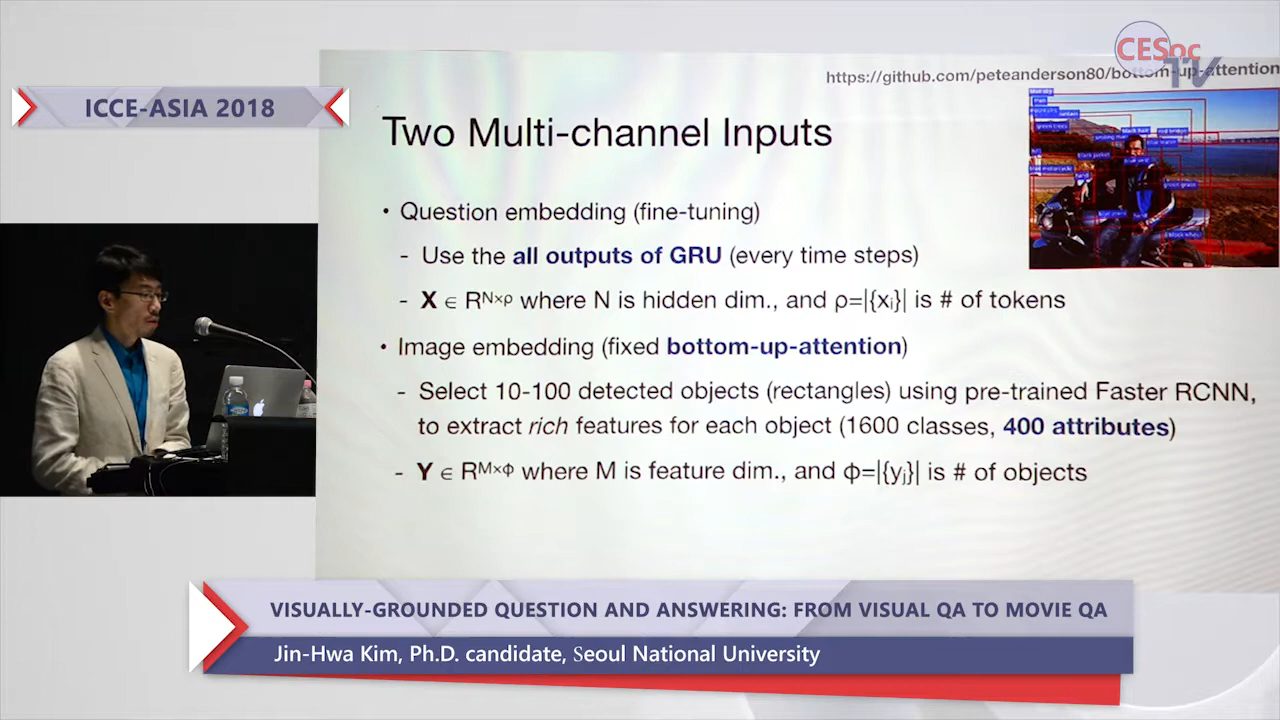 CESoc
TV
https://github.com/peteanderson80/bottom-up-attention
ICCE-ASIA 2018
Two Multi-channel Inputs
• Question embedding (fine-tuning)
- Use the all outputs of GRU (every time steps)
- X ∈ R^N×ρ where N is hidden dim., and ρ=|{xᵢ}| is # of tokens
• Image embedding (fixed bottom-up-attention)
- Select 10-100 detected objects (rectangles) using pre-trained Faster RCNN,
to extract rich features for each object (1600 classes, 400 attributes)
- Y ∈ R^M×Φ where M is feature dim., and ϕ=|{yⱼ}| is # of objects
VISUALLY-GROUNDED QUESTION AND ANSWERING: FROM VISUAL QA TO MOVIE QA
Jin-Hwa Kim, Ph.D. candidate, Seoul National University